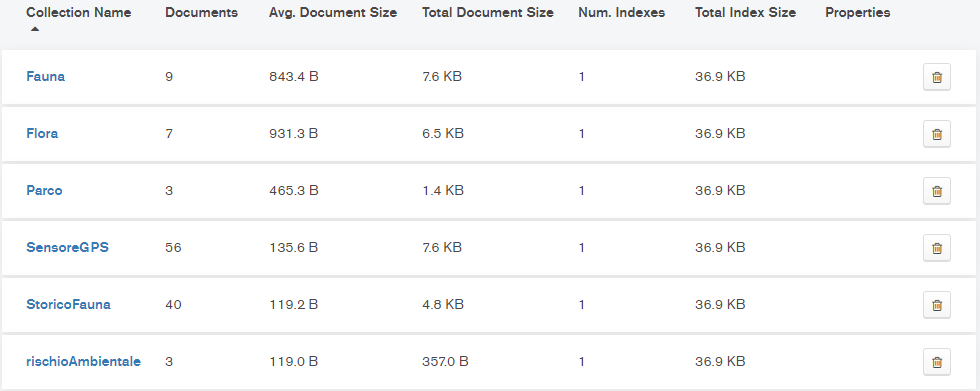 Collection Name Documents Avg. Document Size Total Document Size Num. Indexes Total Index Size Properties
Fauna 9 843.4 B 7.6 KB 1 36.9 KB
Flora 7 931.3 B 6.5 KB 1 36.9 KB
Parco 3 465.3 B 1.4 KB 1 36.9 KB
SensoreGPS 56 135.6 B 7.6 KB 1 36.9 KB
StoricoFauna 40 119.2 B 4.8 KB 1 36.9 KB
rischioAmbientale 3 119.0 B 357.0 B 1 36.9 KB